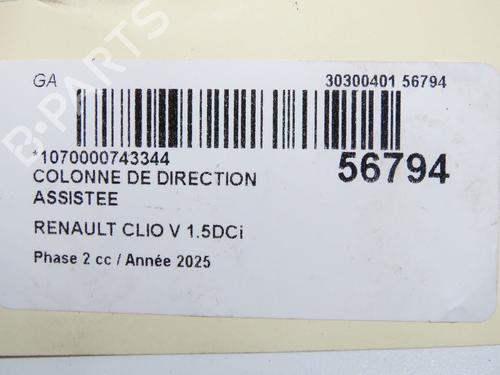 GA
30300401 56794
*1070000743344
56794
COLONNE DE DIRECTION
ASSISTEE
RENAULT CLIO V 1.5DCi
Phase 2 cc / Année 2025
B-PARTS